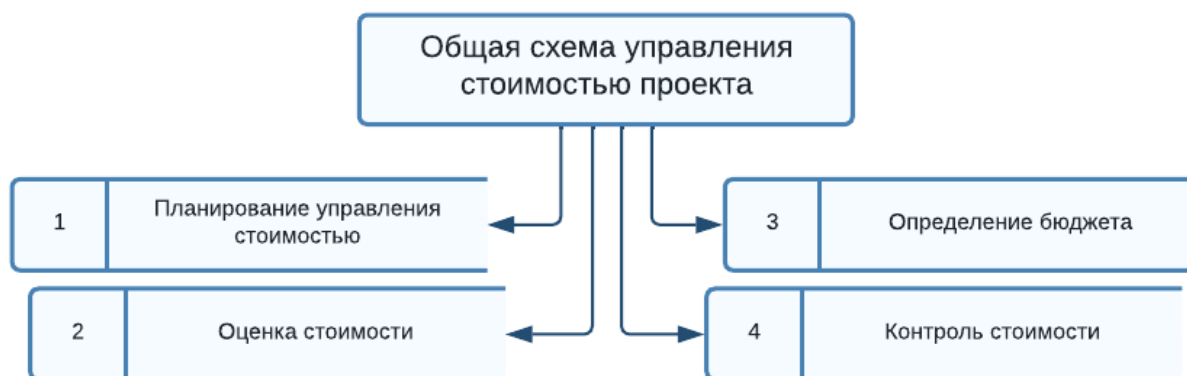 Общая схема управления
стоимостью проекта
1
Планирование управления
стоимостью
2
Оценка стоимости
3
Определение бюджета
4
Контроль стоимости